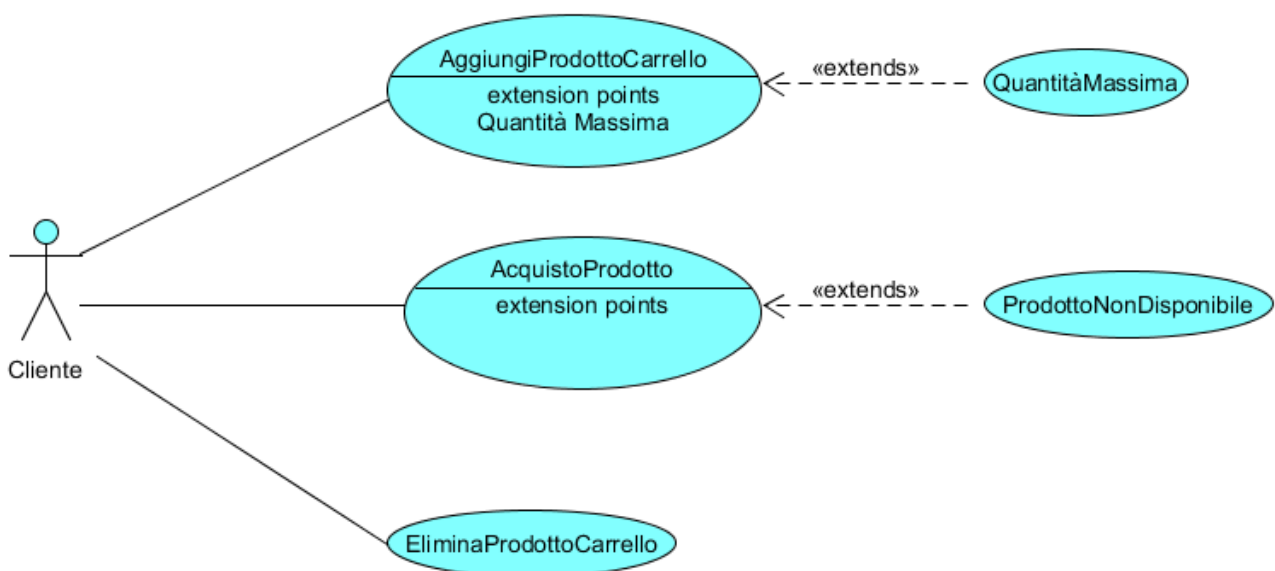 AggiungiProdottoCarrello
extension points
Quantità Massima
«extends»
QuantitàMassima
AcquistoProdotto
extension points
«extends»
ProdottoNonDisponibile
Cliente
EliminaProdottoCarrello